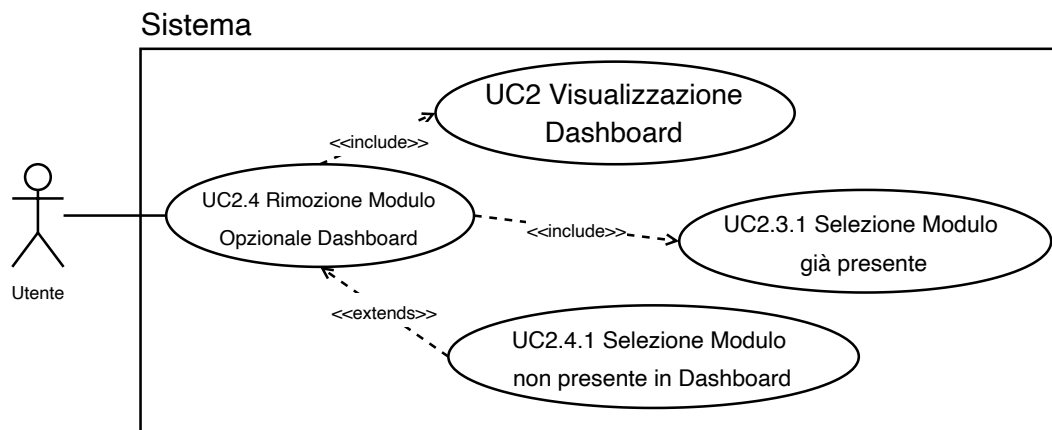 Sistema
UC2 Visualizzazione
Dashboard
<<include>>
UC2.4 Rimozione Modulo
Opzionale Dashboard
<<include>>
UC2.3.1 Selezione Modulo
già presente
Utente
<<extends>>
UC2.4.1 Selezione Modulo
non presente in Dashboard